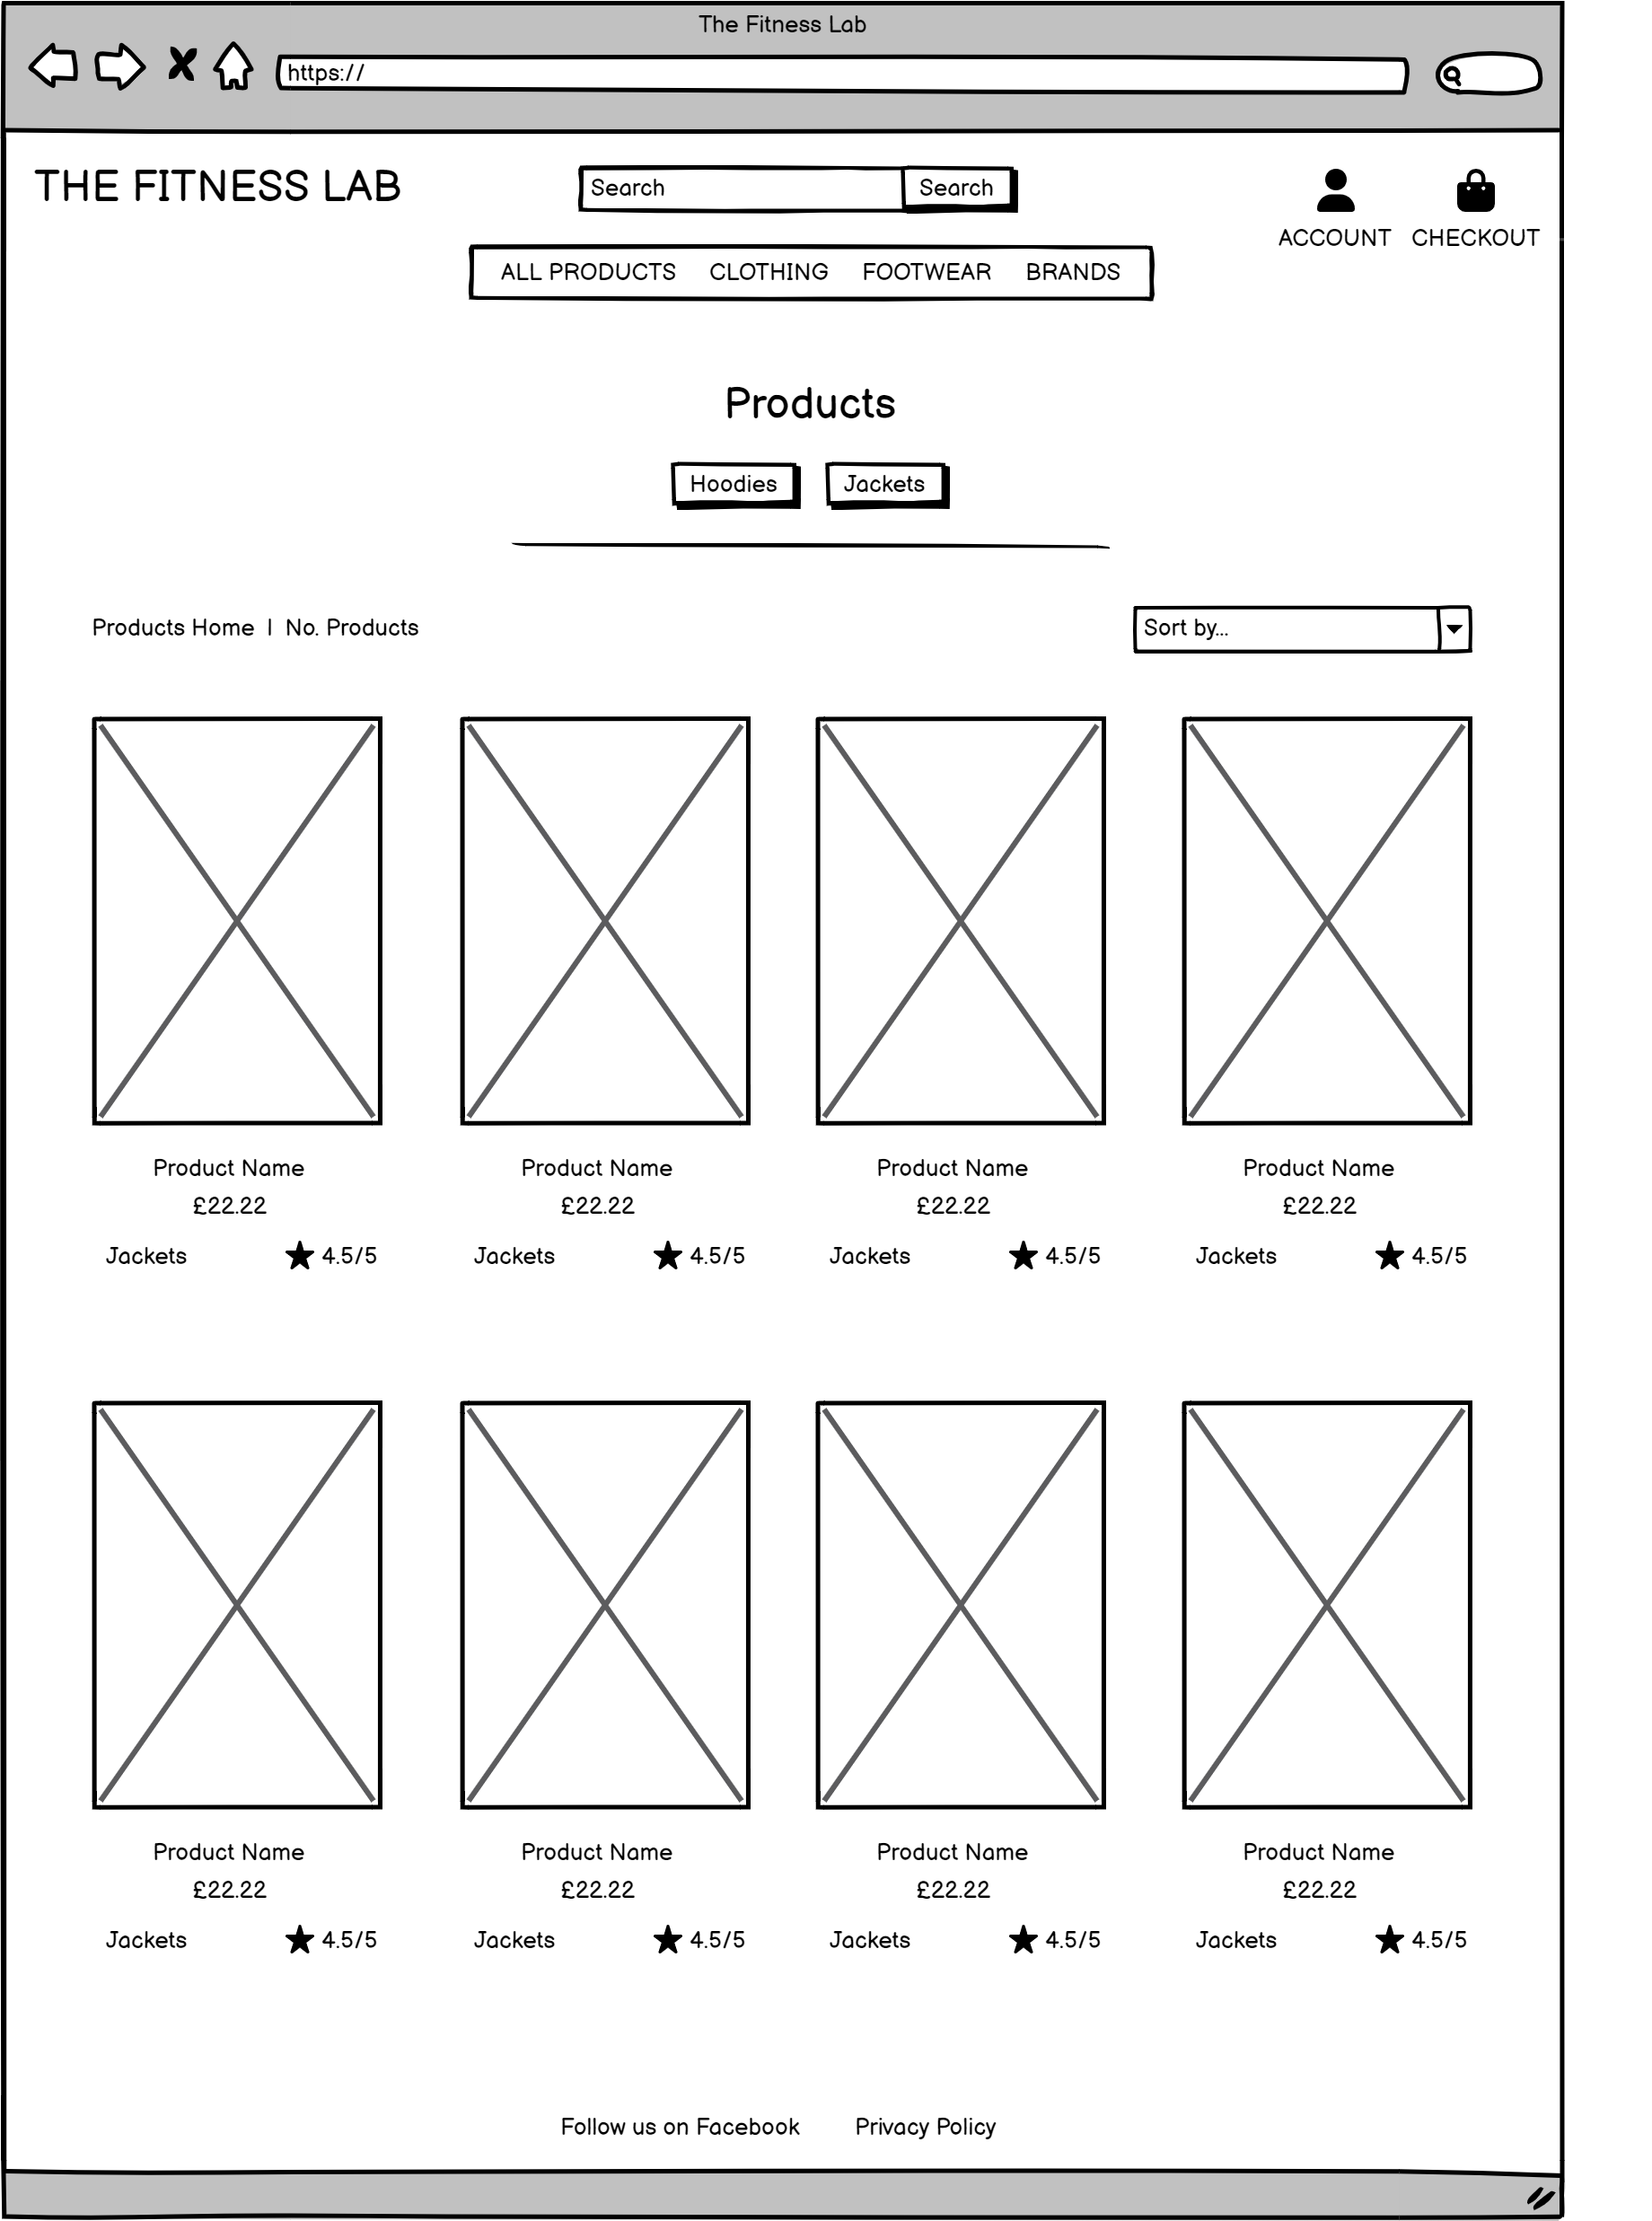 The Fitness Lab
https://
THE FITNESS LAB
Search Search
ACCOUNT CHECKOUT
ALL PRODUCTS CLOTHING FOOTWEAR BRANDS
Products
Hoodies Jackets
Products Home | No. Products
Sort by...
Product Name Product Name Product Name Product Name
£22.22 £22.22 £22.22 £22.22
Jackets 4.5/5 Jackets 4.5/5 Jackets 4.5/5 Jackets 4.5/5
Product Name Product Name Product Name Product Name
£22.22 £22.22 £22.22 £22.22
Jackets 4.5/5 Jackets 4.5/5 Jackets 4.5/5 Jackets 4.5/5
Follow us on Facebook Privacy Policy